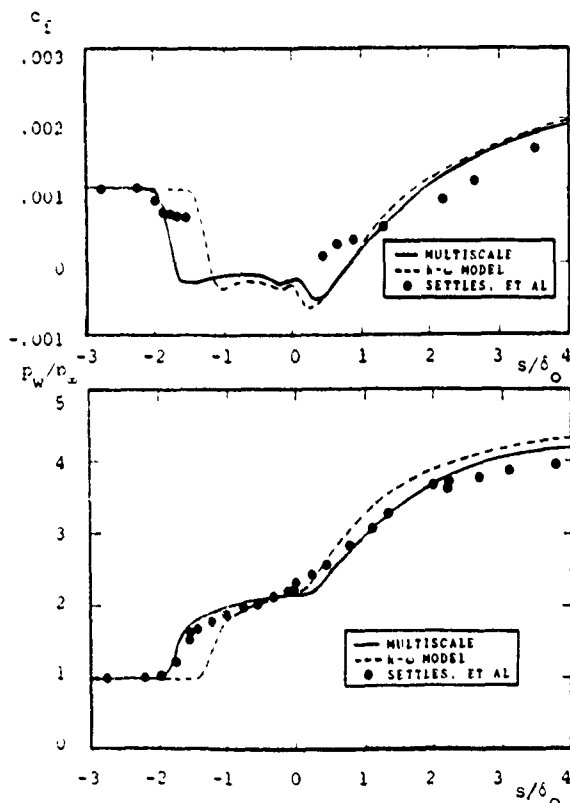 c_f
.003
.002
.001
0
-.001
MULTISCALE
k-ω MODEL
SETTLES, ET AL
-3 -2 -1 0 1 2 3 4
s/δ_o
p_w/p_∞
5
4
3
2
1
0
MULTISCALE
k-ω MODEL
SETTLES, ET AL
-3 -2 -1 0 1 2 3 4
s/δ_o